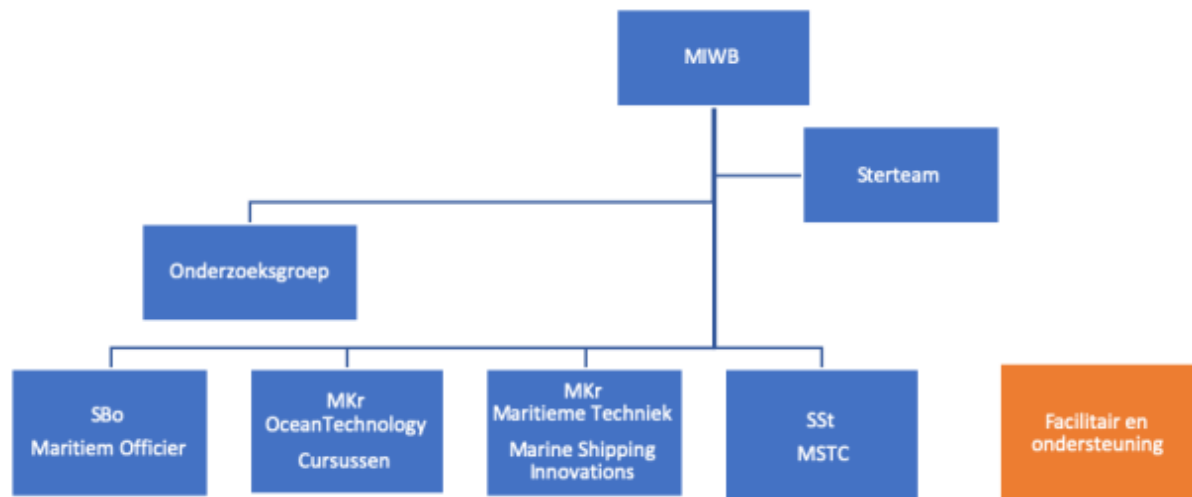 MIWB
Sterteam
Onderzoeksgroep
SBo
Maritiem Officier
MKr
OceanTechnology
Cursussen
MKr
Maritieme Techniek
Marine Shipping
Innovations
SSt
MSTC
Facilitair en
ondersteuning